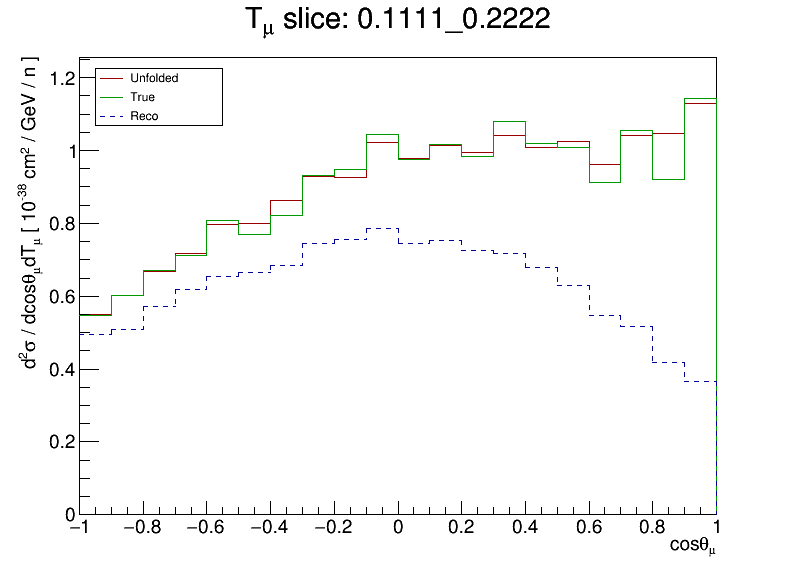 Tμ slice: 0.1111_0.2222
d²σ / dcosθμdTμ [ 10⁻³⁸ cm² / GeV / n ]
Unfolded
True
Reco
1.2
1
0.8
0.6
0.4
0.2
0
−1 −0.8 −0.6 −0.4 −0.2 0 0.2 0.4 0.6 0.8 1
cosθμ